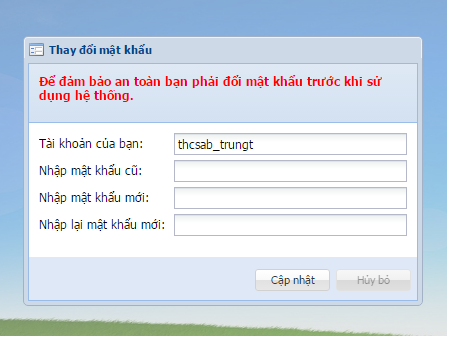 Thay đổi mật khẩu
Để đảm bảo an toàn bạn phải đổi mật khẩu trước khi sử
dụng hệ thống.
Tài khoản của bạn: thcsab_trungt
Nhập mật khẩu cũ:
Nhập mật khẩu mới:
Nhập lại mật khẩu mới:
Cập nhật Hủy bỏ